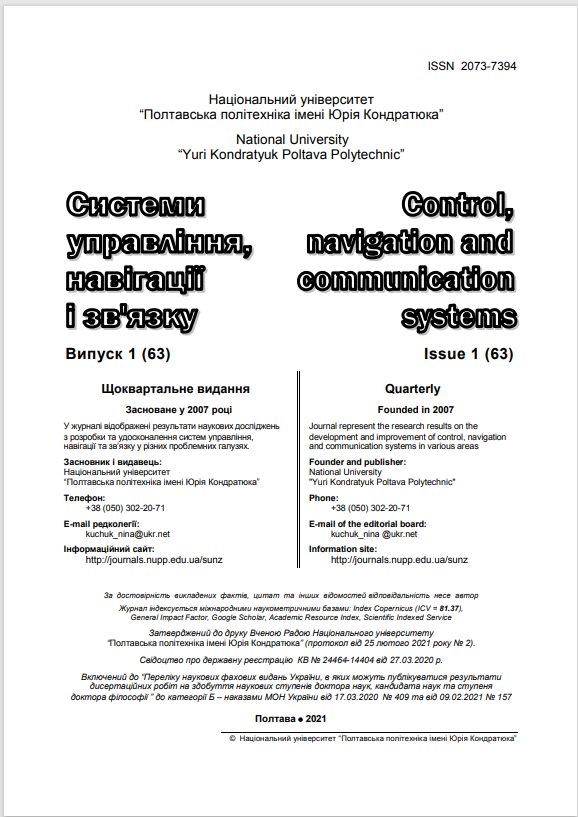 ISSN 2073-7394
Національний університет
“Полтавська політехніка імені Юрія Кондратюка”
National University
“Yuri Kondratyuk Poltava Polytechnic”
Системи
управління,
навігації
і зв'язку
Випуск 1 (63)
Control,
navigation and
communication
systems
Issue 1 (63)
Щоквартальне видання
Засноване у 2007 році
У журналі відображені результати наукових досліджень
з розробки та удосконалення систем управління,
навігації та зв'язку у різних проблемних галузях.
Засновник і видавець:
Національний університет
“Полтавська політехніка імені Юрія Кондратюка”
Телефон:
+38 (050) 302-20-71
E-mail редколегії:
kuchuk_nina@ukr.net
Інформаційний сайт:
http://journals.nupp.edu.ua/sunz
Quarterly
Founded in 2007
Journal represent the research results on the
development and improvement of control, navigation
and communication systems in various areas
Founder and publisher:
National University
"Yuri Kondratyuk Poltava Polytechnic"
Phone:
+38 (050) 302-20-71
E-mail of the editorial board:
kuchuk_nina @ukr.net
Information site:
http://journals.nupp.edu.ua/sunz
За достовірність викладених фактів, цитат та інших відомостей відповідальність несе автор
Журнал індексується міжнародними наукометричними базами: Index Copernicus (ICV = 81.37),
General Impact Factor, Google Scholar, Academic Resource Index, Scientific Indexed Service
Затверджений до друку Вченою Радою Національного університету
“Полтавська політехніка імені Юрія Кондратюка” (протокол від 25 лютого 2021 року № 2).
Свідоцтво про державну реєстрацію КВ № 24464-14404 від 27.03.2020 р.
Включений до “Переліку наукових фахових видань України, в яких можуть публікуватися результати
дисертаційних робіт на здобуття наукових ступенів доктора наук, кандидата наук та ступеня
доктора філософії ” до категорії Б – наказами МОН України від 17.03.2020 № 409 та від 09.02.2021 № 157
Полтава ● 2021
© Національний університет “Полтавська політехніка імені Юрія Кондратюка”